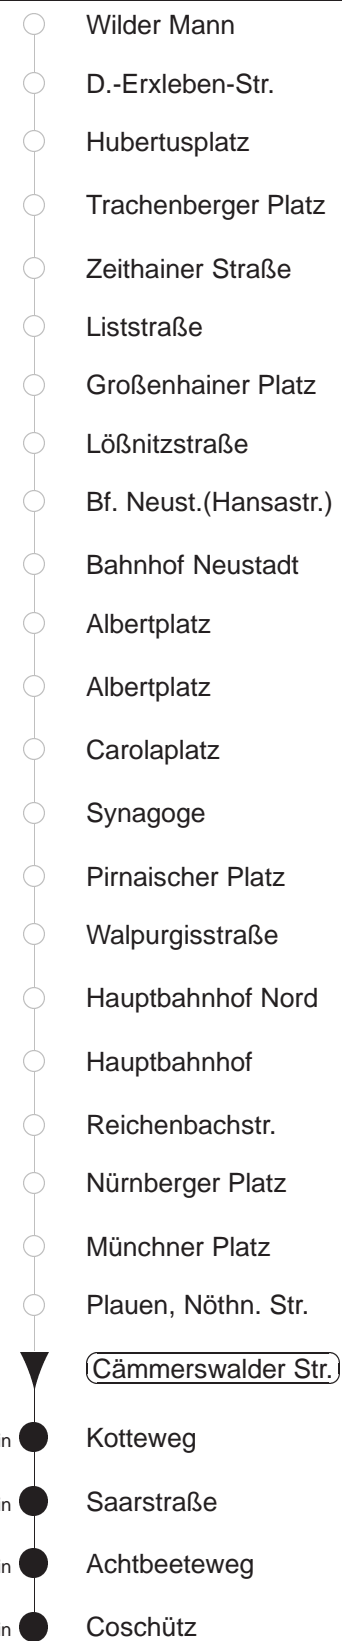 Wilder Mann
D.-Erxleben-Str.
Hubertusplatz
Trachenberger Platz
Zeithainer Straße
Liststraße
Großenhainer Platz
Lößnitzstraße
Bf. Neust.(Hansastr.)
Bahnhof Neustadt
Albertplatz
Albertplatz
Carolaplatz
Synagoge
Pirnaischer Platz
Walpurgisstraße
Hauptbahnhof Nord
Hauptbahnhof
Reichenbachstr.
Nürnberger Platz
Münchner Platz
Plauen, Nöthn. Str.
Cämmerswalder Str.
Kotteweg
Saarstraße
Achtbeeteweg
Coschütz